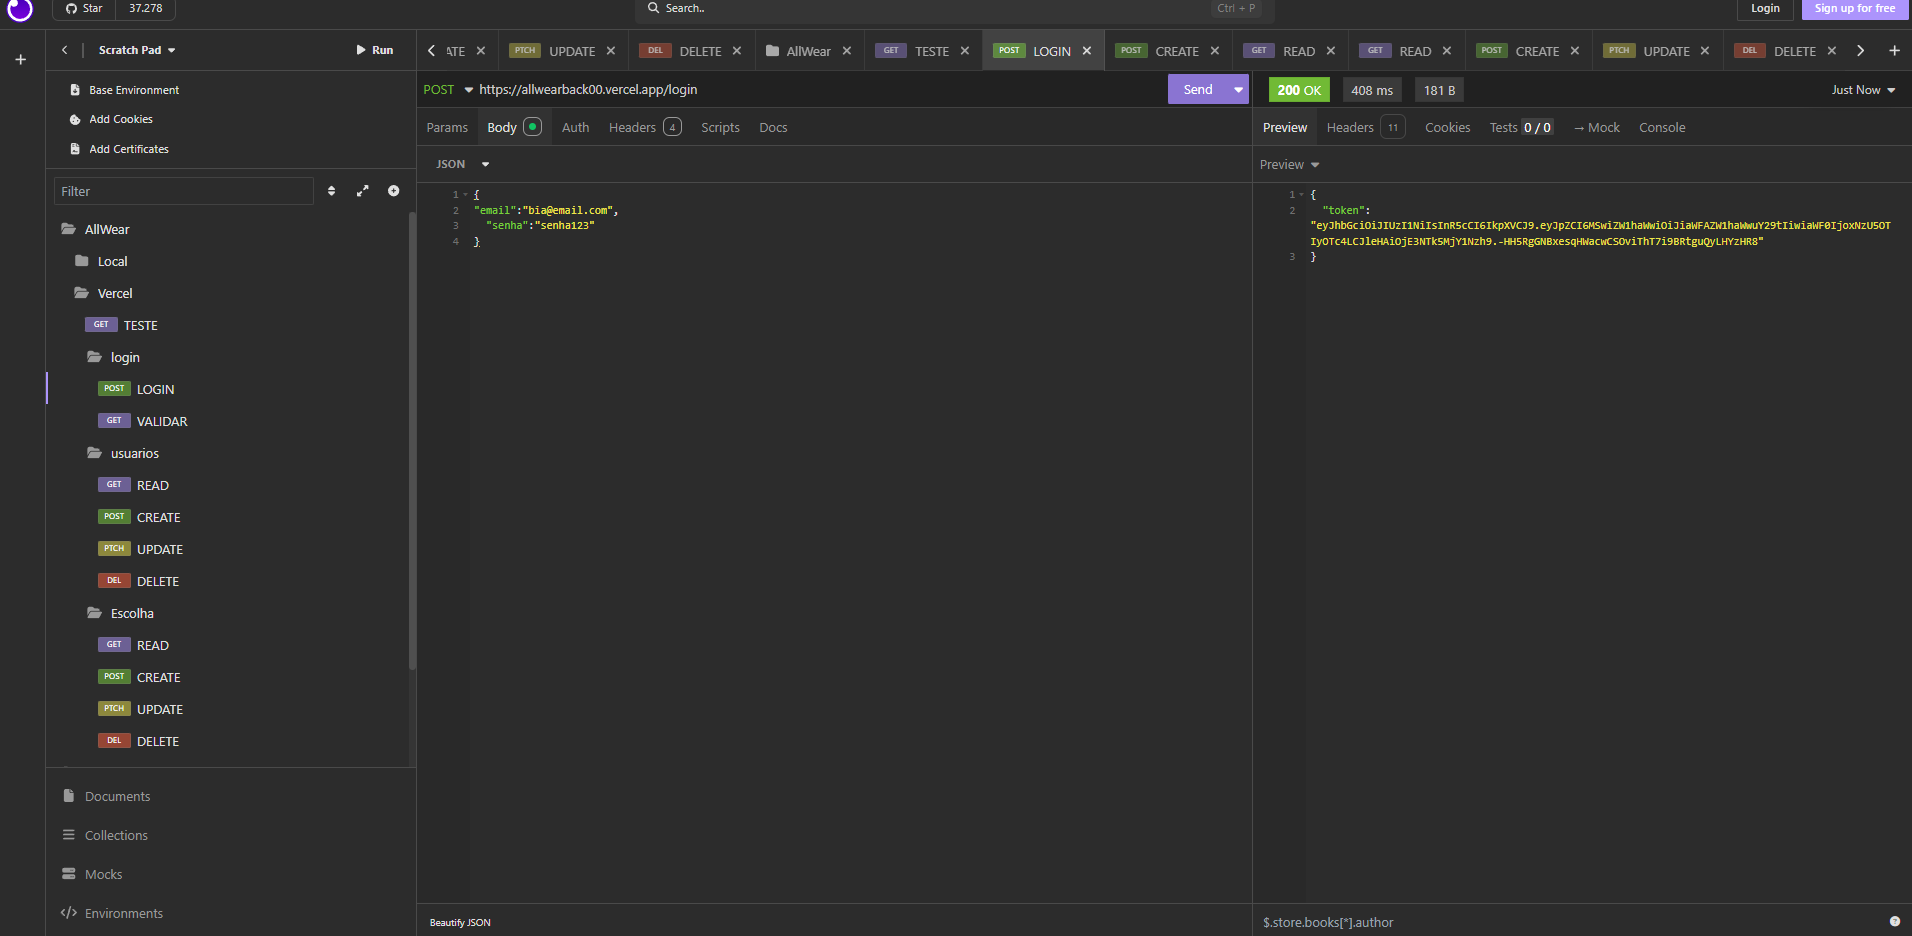 Star 37.278 Search.. Ctrl + P Login Sign up for free
Scratch Pad Run
ATE PTCH UPDATE DEL DELETE AllWear GET TESTE POST LOGIN POST CREATE GET READ GET READ POST CREATE PTCH UPDATE DEL DELETE
Base Environment
Add Cookies
Add Certificates
Filter
AllWear
Local
Vercel
GET TESTE
login
POST LOGIN
GET VALIDAR
usuarios
GET READ
POST CREATE
PTCH UPDATE
DEL DELETE
Escolha
GET READ
POST CREATE
PTCH UPDATE
DEL DELETE
Documents
Collections
Mocks
Environments
POST https://allwearback00.vercel.app/login Send
Params Body Auth Headers 4 Scripts Docs
JSON
1 {
2 "email":"bia@email.com",
3 "senha":"senha123"
4 }
Beautify JSON
200 OK 408 ms 181 B Just Now
Preview Headers 11 Cookies Tests 0 / 0 → Mock Console
Preview
1 {
2 "token":
"eyJhbGciOiJIUzI1NiIsInR5cCI6IkpXVCJ9.eyJpZCI6MSwiZW1haWwiOiJiaWFAZW1haWwuY29tIiwiaWF0IjoxNzU5OT
IyOTc4LCJleHAiOjE3NTk5MjY1Nzh9.-HH5RgGNBxesqHWacwCSOviThT7i9BRtguQyLHYzHR8"
3 }
$.store.books[*].author